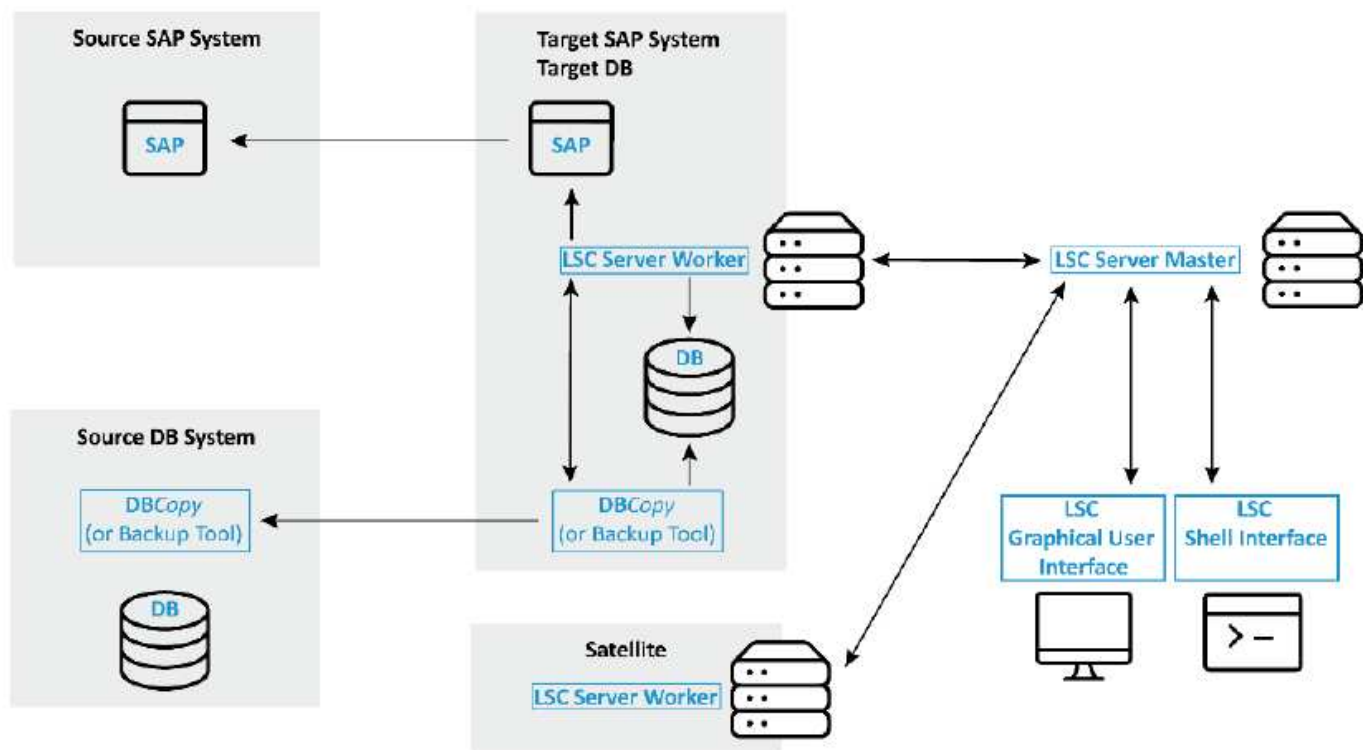 Source SAP System
SAP
Target SAP System
Target DB
SAP
LSC Server Worker
DB
DBCopy
(or Backup Tool)
Source DB System
DBCopy
(or Backup Tool)
DB
Satellite
LSC Server Worker
LSC Server Master
LSC
Graphical User
Interface
LSC
Shell Interface